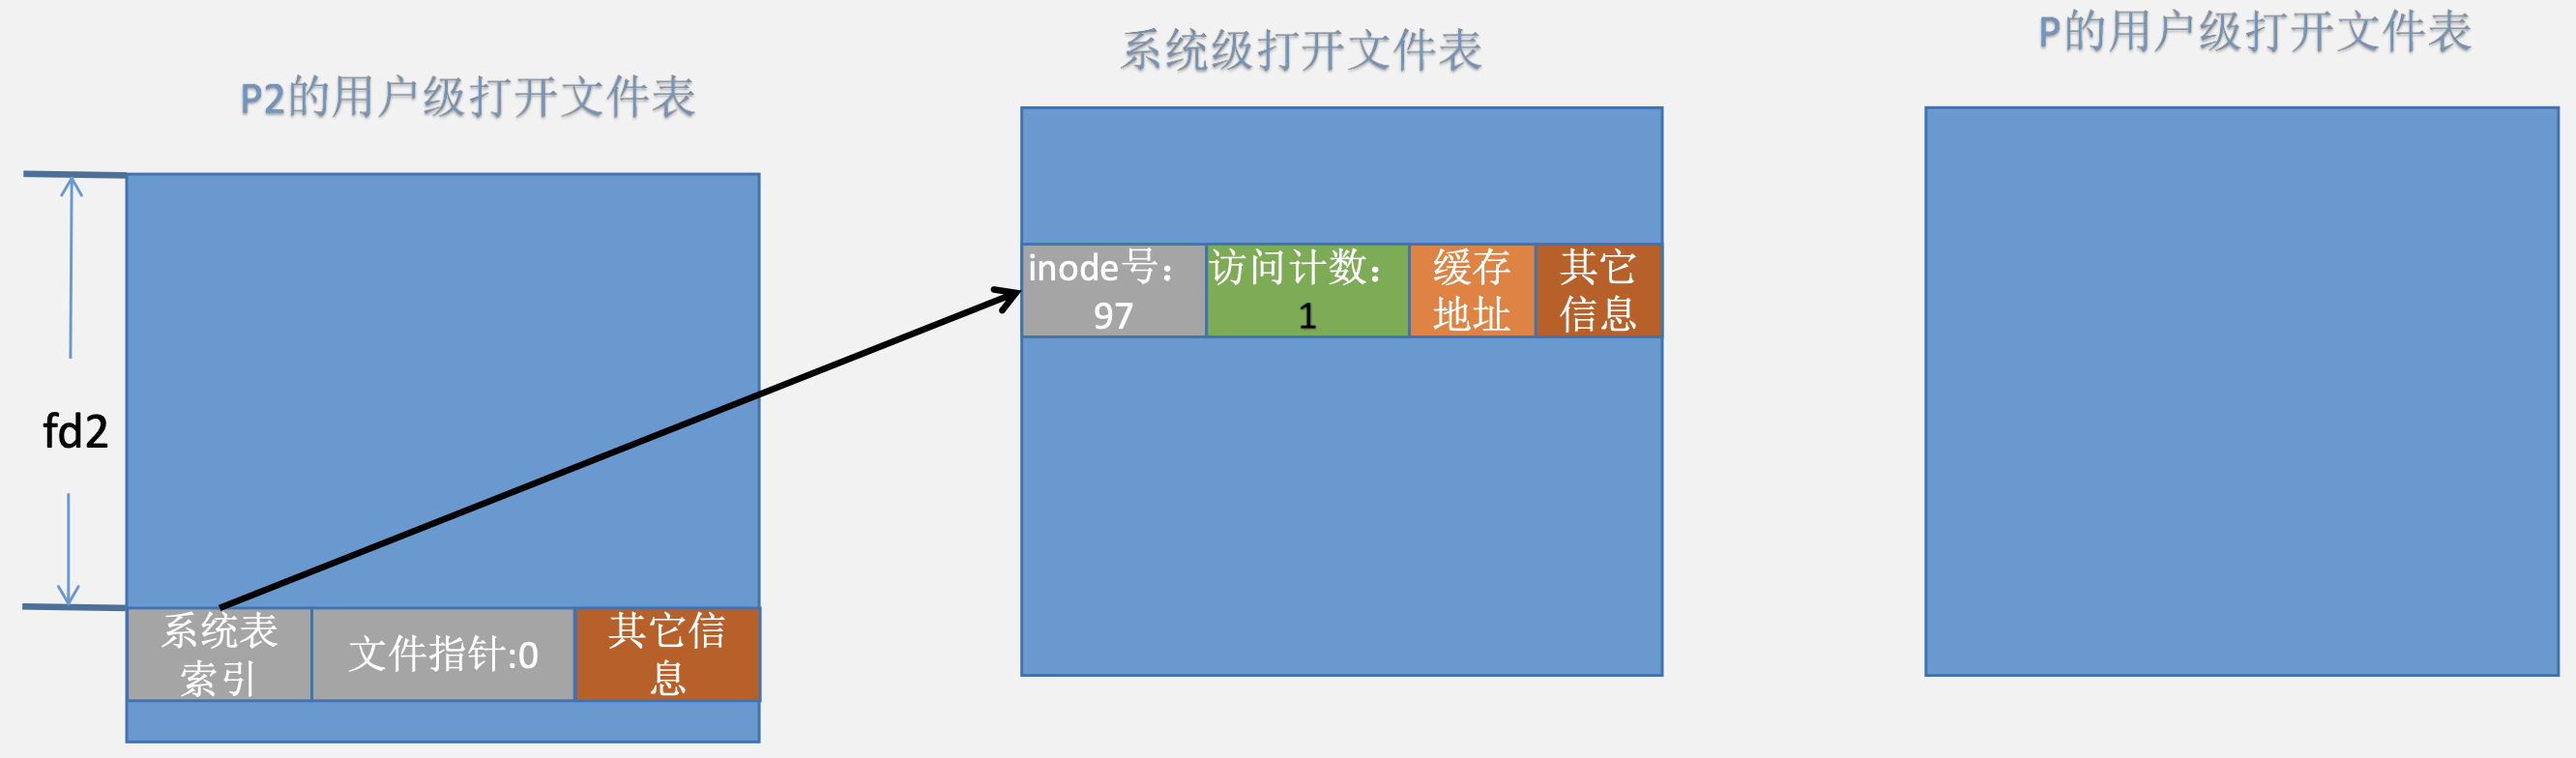 P2的用户级打开文件表
系统级打开文件表
P的用户级打开文件表
inode号：
97
访问计数：
1
缓存
地址
其它
信息
fd2
系统表
索引
文件指针:0
其它信
息